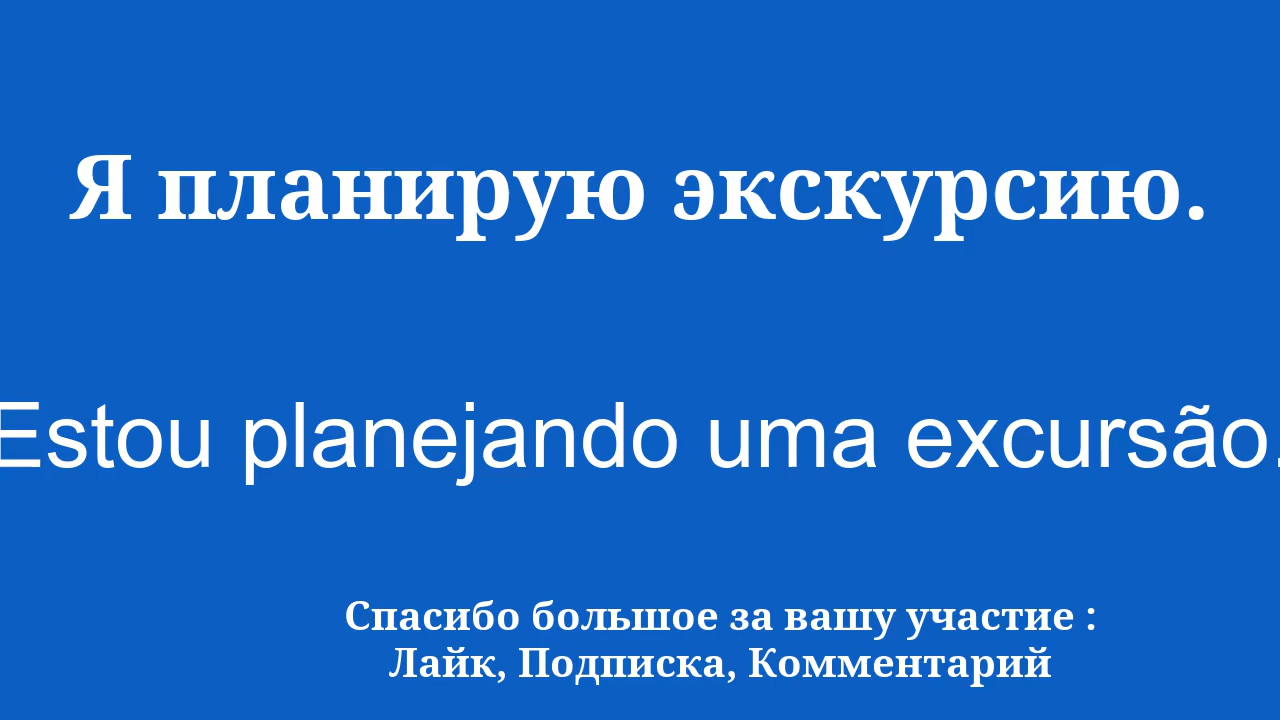 Я планирую экскурсию.
Estou planejando uma excursão.
Спасибо большое за вашу участие :
Лайк, Подписка, Комментарий